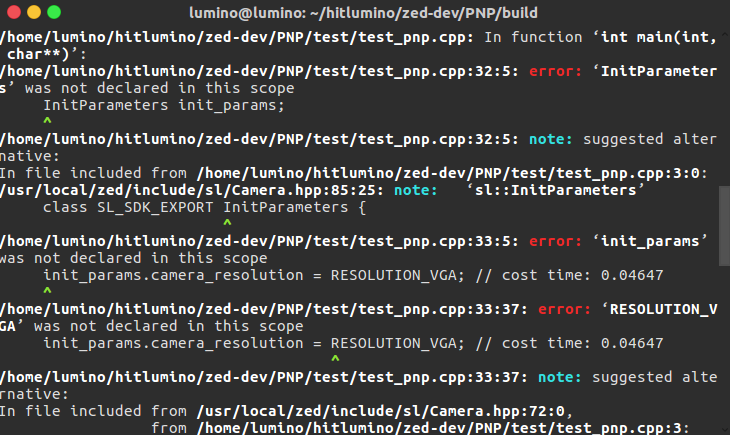 lumino@lumino: ~/hitlumino/zed-dev/PNP/build
/home/lumino/hitlumino/zed-dev/PNP/test/test_pnp.cpp: In function ‘int main(int,
 char**)’:
/home/lumino/hitlumino/zed-dev/PNP/test/test_pnp.cpp:32:5: error: ‘InitParameter
s’ was not declared in this scope
     InitParameters init_params;
     ^
/home/lumino/hitlumino/zed-dev/PNP/test/test_pnp.cpp:32:5: note: suggested alter
native:
In file included from /home/lumino/hitlumino/zed-dev/PNP/test/test_pnp.cpp:3:0:
/usr/local/zed/include/sl/Camera.hpp:85:25: note:   ‘sl::InitParameters’
     class SL_SDK_EXPORT InitParameters {
                         ^
/home/lumino/hitlumino/zed-dev/PNP/test/test_pnp.cpp:33:5: error: ‘init_params’
was not declared in this scope
     init_params.camera_resolution = RESOLUTION_VGA; // cost time: 0.04647
     ^
/home/lumino/hitlumino/zed-dev/PNP/test/test_pnp.cpp:33:37: error: ‘RESOLUTION_V
GA’ was not declared in this scope
     init_params.camera_resolution = RESOLUTION_VGA; // cost time: 0.04647
                                     ^
/home/lumino/hitlumino/zed-dev/PNP/test/test_pnp.cpp:33:37: note: suggested alte
rnative:
In file included from /usr/local/zed/include/sl/Camera.hpp:72:0,
                 from /home/lumino/hitlumino/zed-dev/PNP/test/test_pnp.cpp:3: